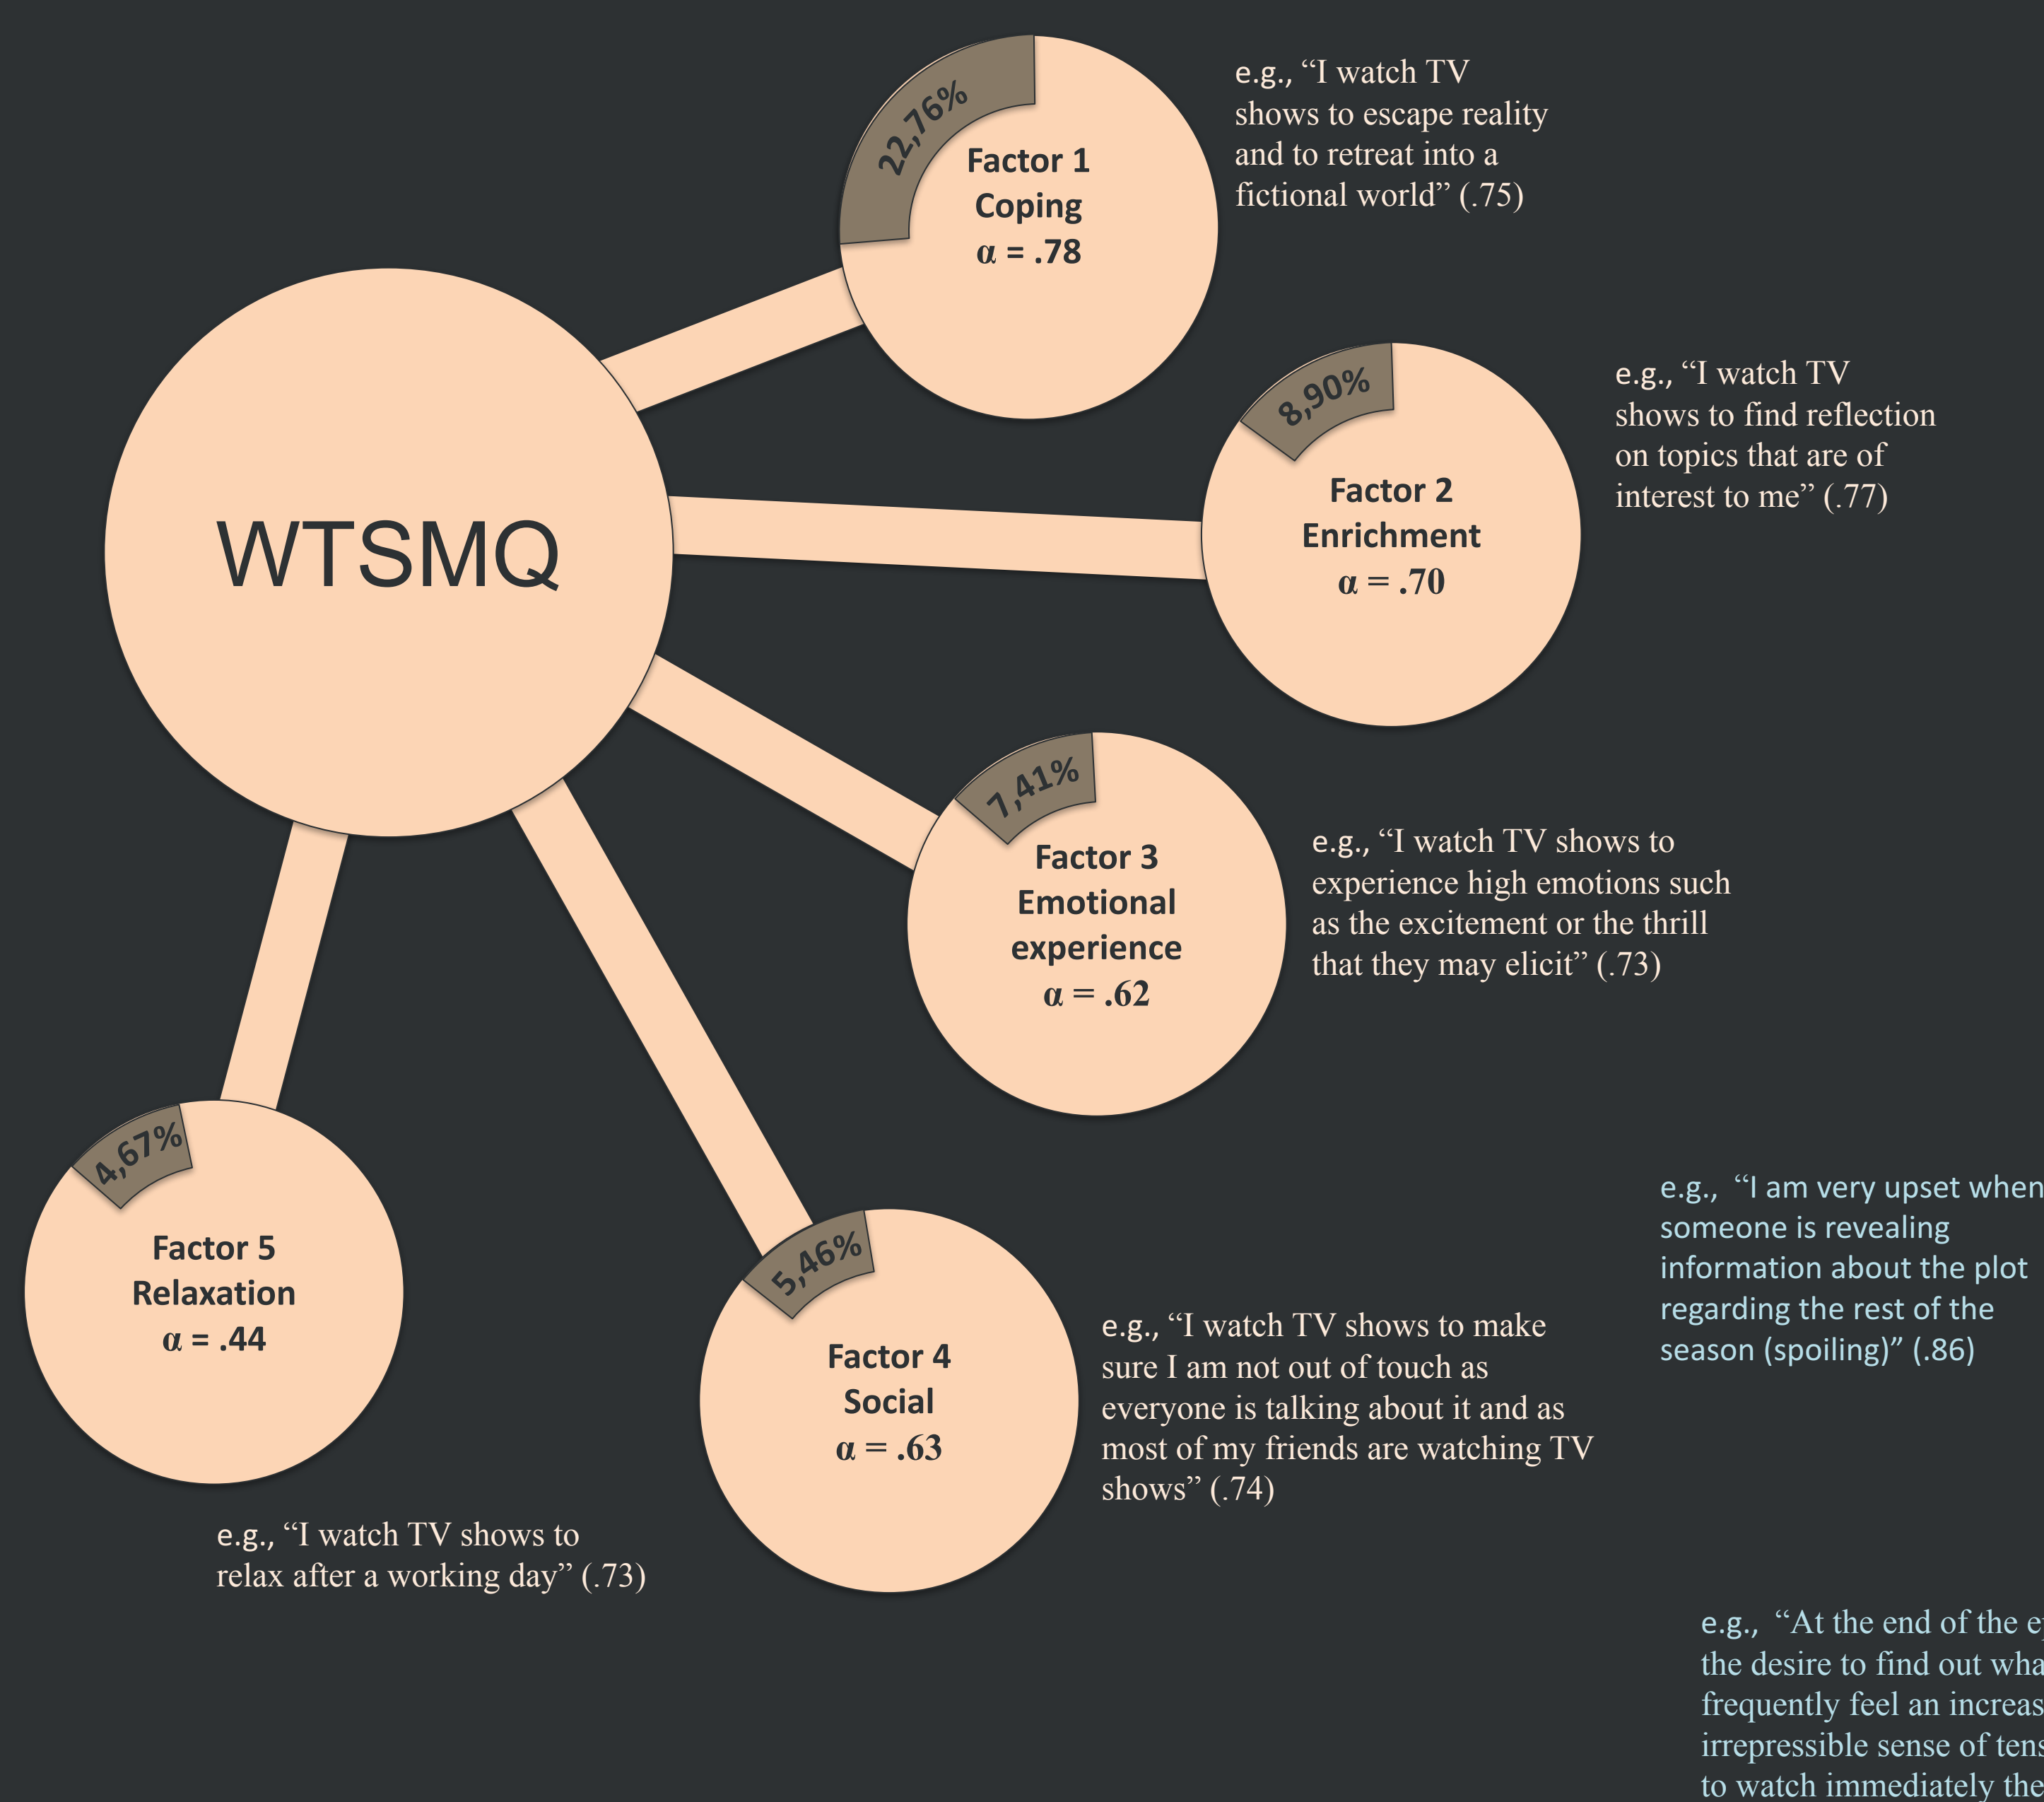 22,76%
Factor 1
Coping
α = .78
e.g., “I watch TV
shows to escape reality
and to retreat into a
fictional world” (.75)
WTSMQ
8,90%
Factor 2
Enrichment
α = .70
e.g., “I watch TV
shows to find reflection
on topics that are of
interest to me” (.77)
7,41%
Factor 3
Emotional
experience
α = .62
e.g., “I watch TV shows to
experience high emotions such
as the excitement or the thrill
that they may elicit” (.73)
4,67%
Factor 5
Relaxation
α = .44
e.g., “I watch TV shows to
relax after a working day” (.73)
5,46%
Factor 4
Social
α = .63
e.g., “I watch TV shows to make
sure I am not out of touch as
everyone is talking about it and as
most of my friends are watching TV
shows” (.74)
e.g., “I am very upset when
someone is revealing
information about the plot
regarding the rest of the
season (spoiling)” (.86)
e.g., “At the end of the
the desire to find out
frequently feel an
irrepressible sense of
to watch immediately the